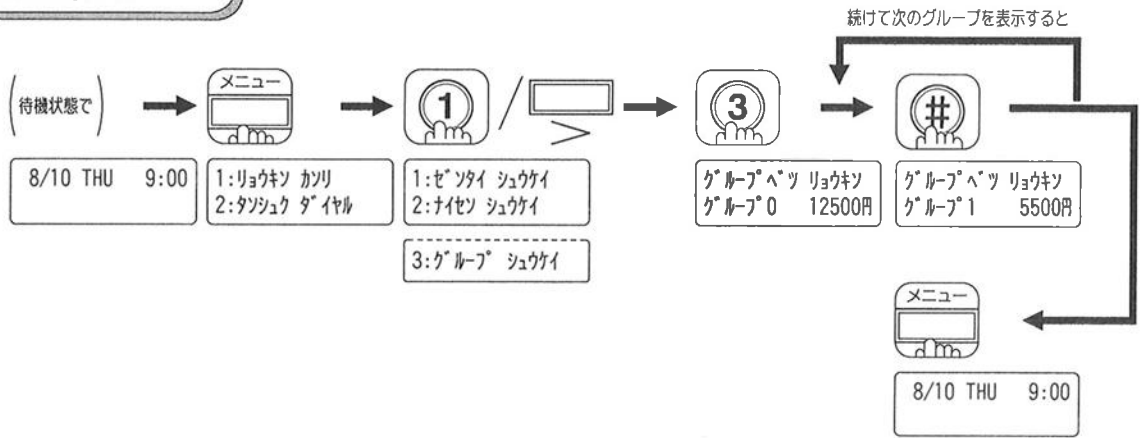 続けて次のグループを表示すると
(待機状態で)
メニュー
1
/
>
3
#
8/10 THU 9:00
1:リョウキン カンリ
2:タンシュク ダイヤル
1:ゼンタイ シュウケイ
2:ナイセン シュウケイ
3:グループ シュウケイ
グループベツ リョウキン
グループ0 12500円
グループベツ リョウキン
グループ1 5500円
メニュー
8/10 THU 9:00